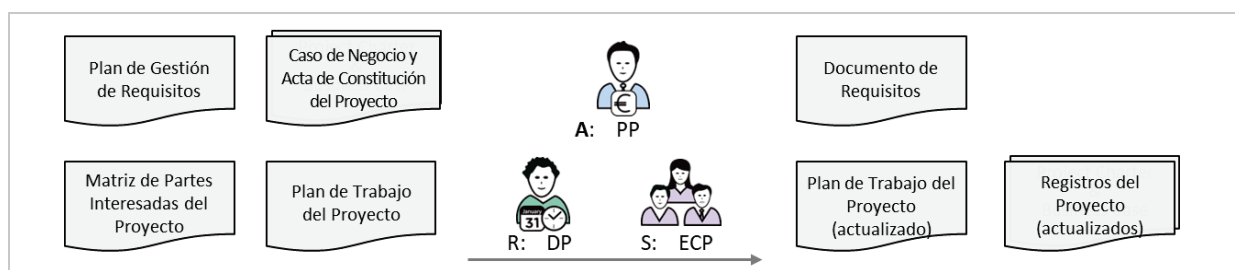 Plan de Gestión
de Requisitos
Caso de Negocio y
Acta de Constitución
del Proyecto
€
A: PP
Documento de
Requisitos
Matriz de Partes
Interesadas del
Proyecto
Plan de Trabajo
del Proyecto
January
31
R: DP
S: ECP
Plan de Trabajo del
Proyecto
(actualizado)
Registros del
Proyecto
(actualizados)